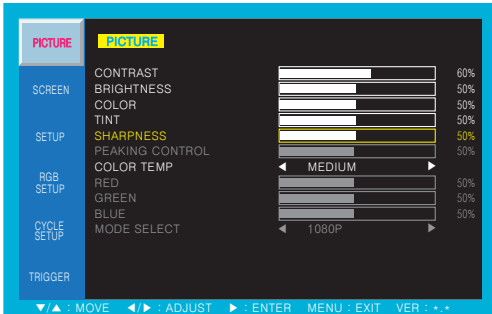 PICTURE
SCREEN
SETUP
RGB
SETUP
CYCLE
SETUP
TRIGGER
PICTURE
CONTRAST 60%
BRIGHTNESS 50%
COLOR 50%
TINT 50%
SHARPNESS 50%
PEAKING CONTROL 50%
COLOR TEMP ◀ MEDIUM ▶
RED 50%
GREEN 50%
BLUE 50%
MODE SELECT ◀ 1080P ▶
▼/▲ : MOVE ◀/▶ : ADJUST ▶ : ENTER MENU : EXIT VER : *.*